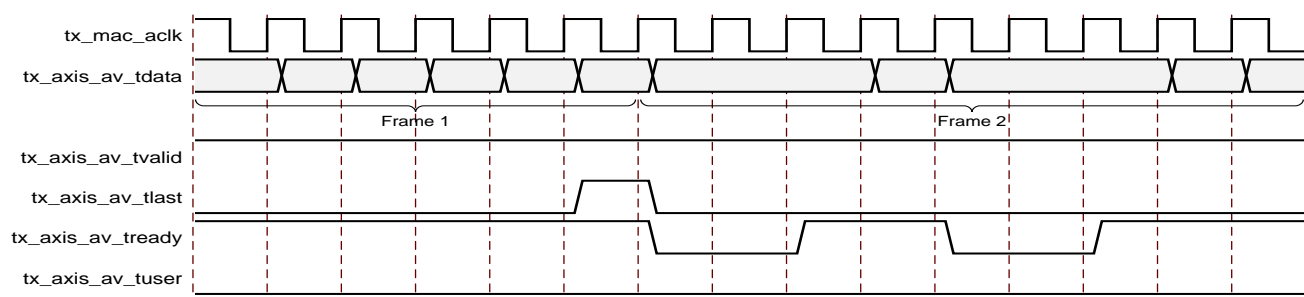 tx_mac_aclk
tx_axis_av_tdata
Frame 1
Frame 2
tx_axis_av_tvalid
tx_axis_av_tlast
tx_axis_av_tready
tx_axis_av_tuser